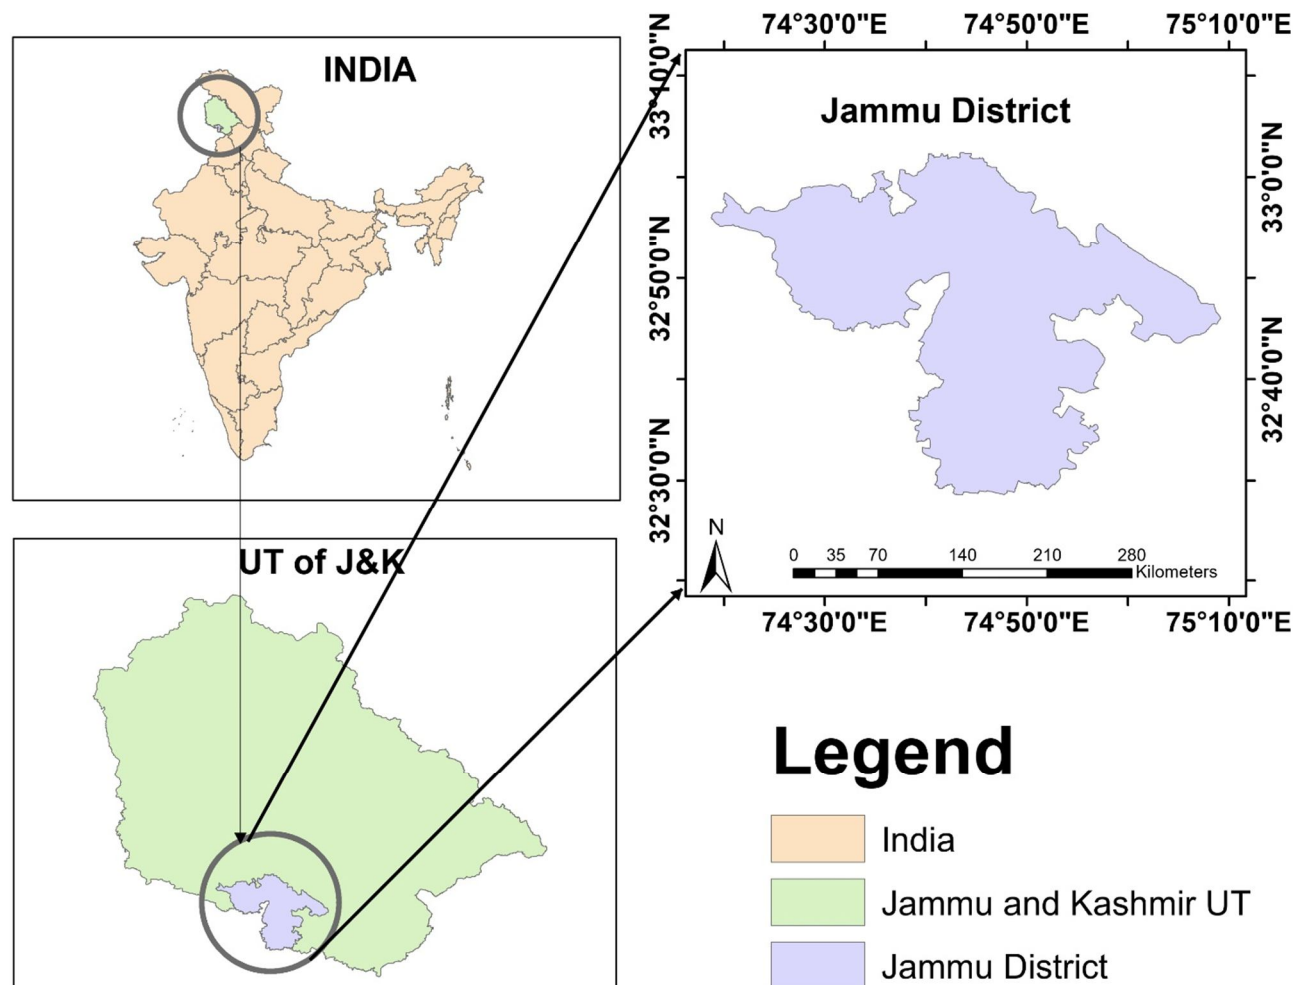 INDIA
74°30'0"E 74°50'0"E 75°10'0"E
Jammu District
33°10'0"N
32°50'0"N
32°30'0"N
33°0'0"N
32°40'0"N
N
0 35 70 140 210 280
Kilometers
74°30'0"E 74°50'0"E 75°10'0"E
UT of J&K
Legend
India
Jammu and Kashmir UT
Jammu District